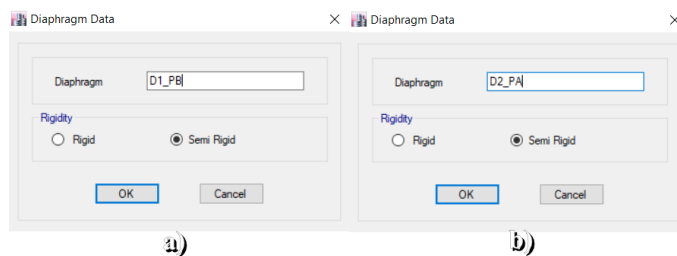 Diaphragm Data
Diaphragm D1_PB
Rigidity
Rigid Semi Rigid
OK Cancel
a)
Diaphragm Data
Diaphragm D2_PA
Rigidity
Rigid Semi Rigid
OK Cancel
b)